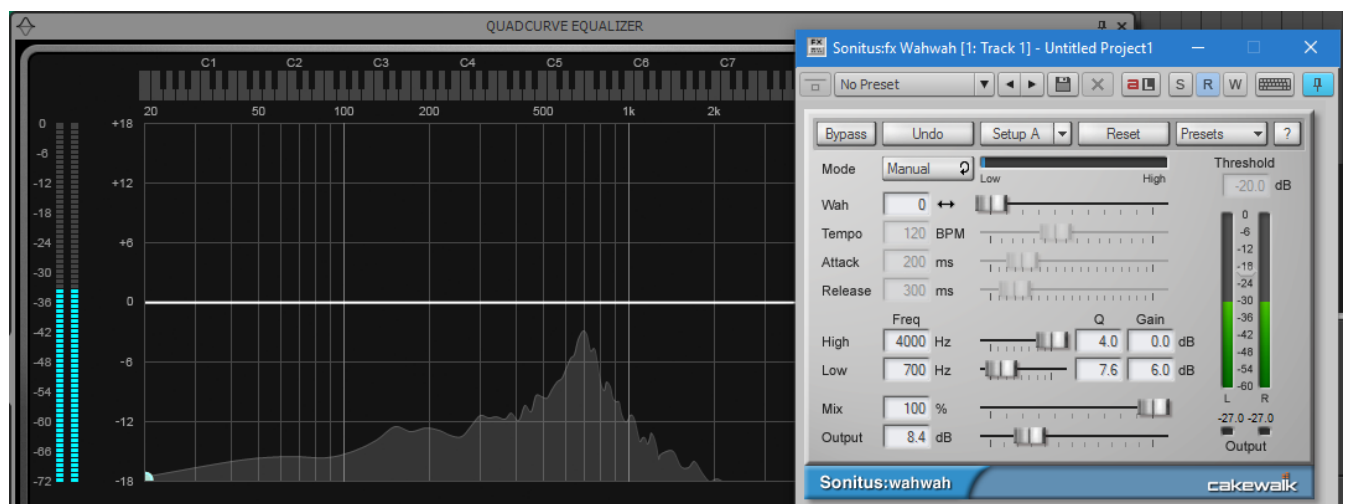 QUADCURVE EQUALIZER
C1 C2 C3 C4 C5 C6 C7
20 50 100 200 500 1k 2k
0 +18
-6
-12 +12
-18
-24 +6
-30
-36 0
-42
-48 -6
-54
-60 -12
-66
-72 -18
FX Sonitus:fx Wahwah [1: Track 1] - Untitled Project1
No Preset S R W
Bypass Undo Setup A Reset Presets ?
Mode Manual Low High Threshold
-20.0 dB
Wah 0
Tempo 120 BPM
Attack 200 ms
Release 300 ms
Freq Q Gain
High 4000 Hz 4.0 0.0 dB
Low 700 Hz 7.6 6.0 dB
Mix 100 %
Output 8.4 dB
0
-6
-12
-18
-24
-30
-36
-42
-48
-54
-60
L R
-27.0 -27.0
Output
Sonitus:wahwah cakewalk